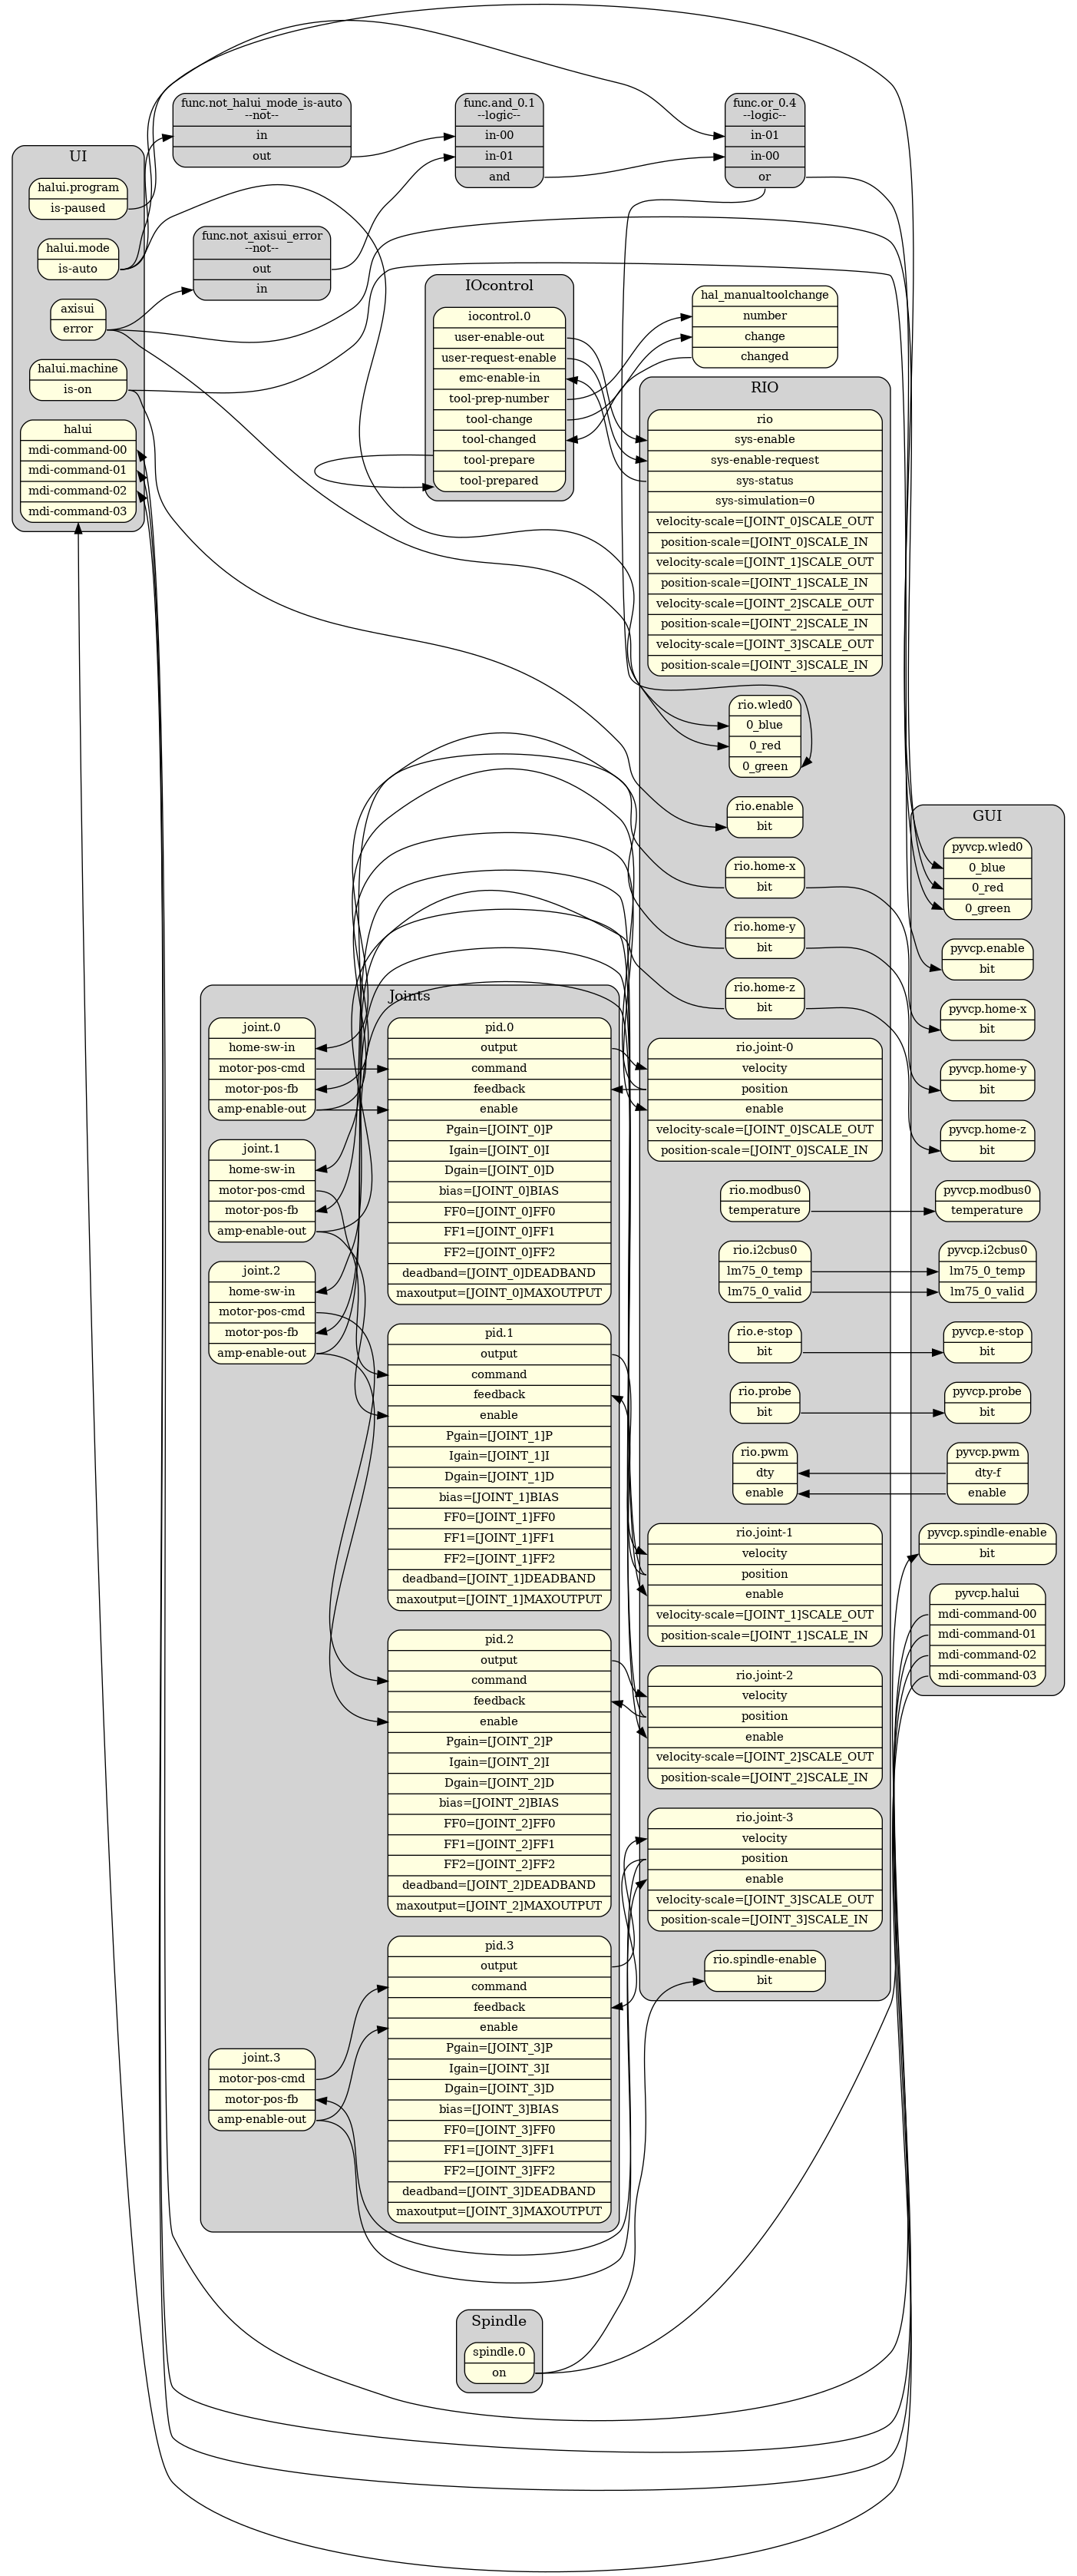 UI
halui.program
is-paused
halui.mode
is-auto
axisui
error
halui.machine
is-on
halui
mdi-command-00
mdi-command-01
mdi-command-02
mdi-command-03
func.not_halui_mode_is-auto
--not--
in
out
func.not_axisui_error
--not--
out
in
func.and_0.1
--logic--
in-00
in-01
and
func.or_0.4
--logic--
in-01
in-00
or
IOcontrol
iocontrol.0
user-enable-out
user-request-enable
emc-enable-in
tool-prep-number
tool-change
tool-changed
tool-prepare
tool-prepared
hal_manualtoolchange
number
change
changed
RIO
rio
sys-enable
sys-enable-request
sys-status
sys-simulation=0
velocity-scale=[JOINT_0]SCALE_OUT
position-scale=[JOINT_0]SCALE_IN
velocity-scale=[JOINT_1]SCALE_OUT
position-scale=[JOINT_1]SCALE_IN
velocity-scale=[JOINT_2]SCALE_OUT
position-scale=[JOINT_2]SCALE_IN
velocity-scale=[JOINT_3]SCALE_OUT
position-scale=[JOINT_3]SCALE_IN
rio.wled0
0_blue
0_red
0_green
rio.enable
bit
rio.home-x
bit
rio.home-y
bit
rio.home-z
bit
rio.joint-0
velocity
position
enable
velocity-scale=[JOINT_0]SCALE_OUT
position-scale=[JOINT_0]SCALE_IN
rio.modbus0
temperature
rio.i2cbus0
lm75_0_temp
lm75_0_valid
rio.e-stop
bit
rio.probe
bit
rio.pwm
dty
enable
rio.joint-1
velocity
position
enable
velocity-scale=[JOINT_1]SCALE_OUT
position-scale=[JOINT_1]SCALE_IN
rio.joint-2
velocity
position
enable
velocity-scale=[JOINT_2]SCALE_OUT
position-scale=[JOINT_2]SCALE_IN
rio.joint-3
velocity
position
enable
velocity-scale=[JOINT_3]SCALE_OUT
position-scale=[JOINT_3]SCALE_IN
rio.spindle-enable
bit
GUI
pyvcp.wled0
0_blue
0_red
0_green
pyvcp.enable
bit
pyvcp.home-x
bit
pyvcp.home-y
bit
pyvcp.home-z
bit
pyvcp.modbus0
temperature
pyvcp.i2cbus0
lm75_0_temp
lm75_0_valid
pyvcp.e-stop
bit
pyvcp.probe
bit
pyvcp.pwm
dty-f
enable
pyvcp.spindle-enable
bit
pyvcp.halui
mdi-command-00
mdi-command-01
mdi-command-02
mdi-command-03
Joints
joint.0
home-sw-in
motor-pos-cmd
motor-pos-fb
amp-enable-out
joint.1
home-sw-in
motor-pos-cmd
motor-pos-fb
amp-enable-out
joint.2
home-sw-in
motor-pos-cmd
motor-pos-fb
amp-enable-out
joint.3
motor-pos-cmd
motor-pos-fb
amp-enable-out
pid.0
output
command
feedback
enable
Pgain=[JOINT_0]P
Igain=[JOINT_0]I
Dgain=[JOINT_0]D
bias=[JOINT_0]BIAS
FF0=[JOINT_0]FF0
FF1=[JOINT_0]FF1
FF2=[JOINT_0]FF2
deadband=[JOINT_0]DEADBAND
maxoutput=[JOINT_0]MAXOUTPUT
pid.1
output
command
feedback
enable
Pgain=[JOINT_1]P
Igain=[JOINT_1]I
Dgain=[JOINT_1]D
bias=[JOINT_1]BIAS
FF0=[JOINT_1]FF0
FF1=[JOINT_1]FF1
FF2=[JOINT_1]FF2
deadband=[JOINT_1]DEADBAND
maxoutput=[JOINT_1]MAXOUTPUT
pid.2
output
command
feedback
enable
Pgain=[JOINT_2]P
Igain=[JOINT_2]I
Dgain=[JOINT_2]D
bias=[JOINT_2]BIAS
FF0=[JOINT_2]FF0
FF1=[JOINT_2]FF1
FF2=[JOINT_2]FF2
deadband=[JOINT_2]DEADBAND
maxoutput=[JOINT_2]MAXOUTPUT
pid.3
output
command
feedback
enable
Pgain=[JOINT_3]P
Igain=[JOINT_3]I
Dgain=[JOINT_3]D
bias=[JOINT_3]BIAS
FF0=[JOINT_3]FF0
FF1=[JOINT_3]FF1
FF2=[JOINT_3]FF2
deadband=[JOINT_3]DEADBAND
maxoutput=[JOINT_3]MAXOUTPUT
Spindle
spindle.0
on